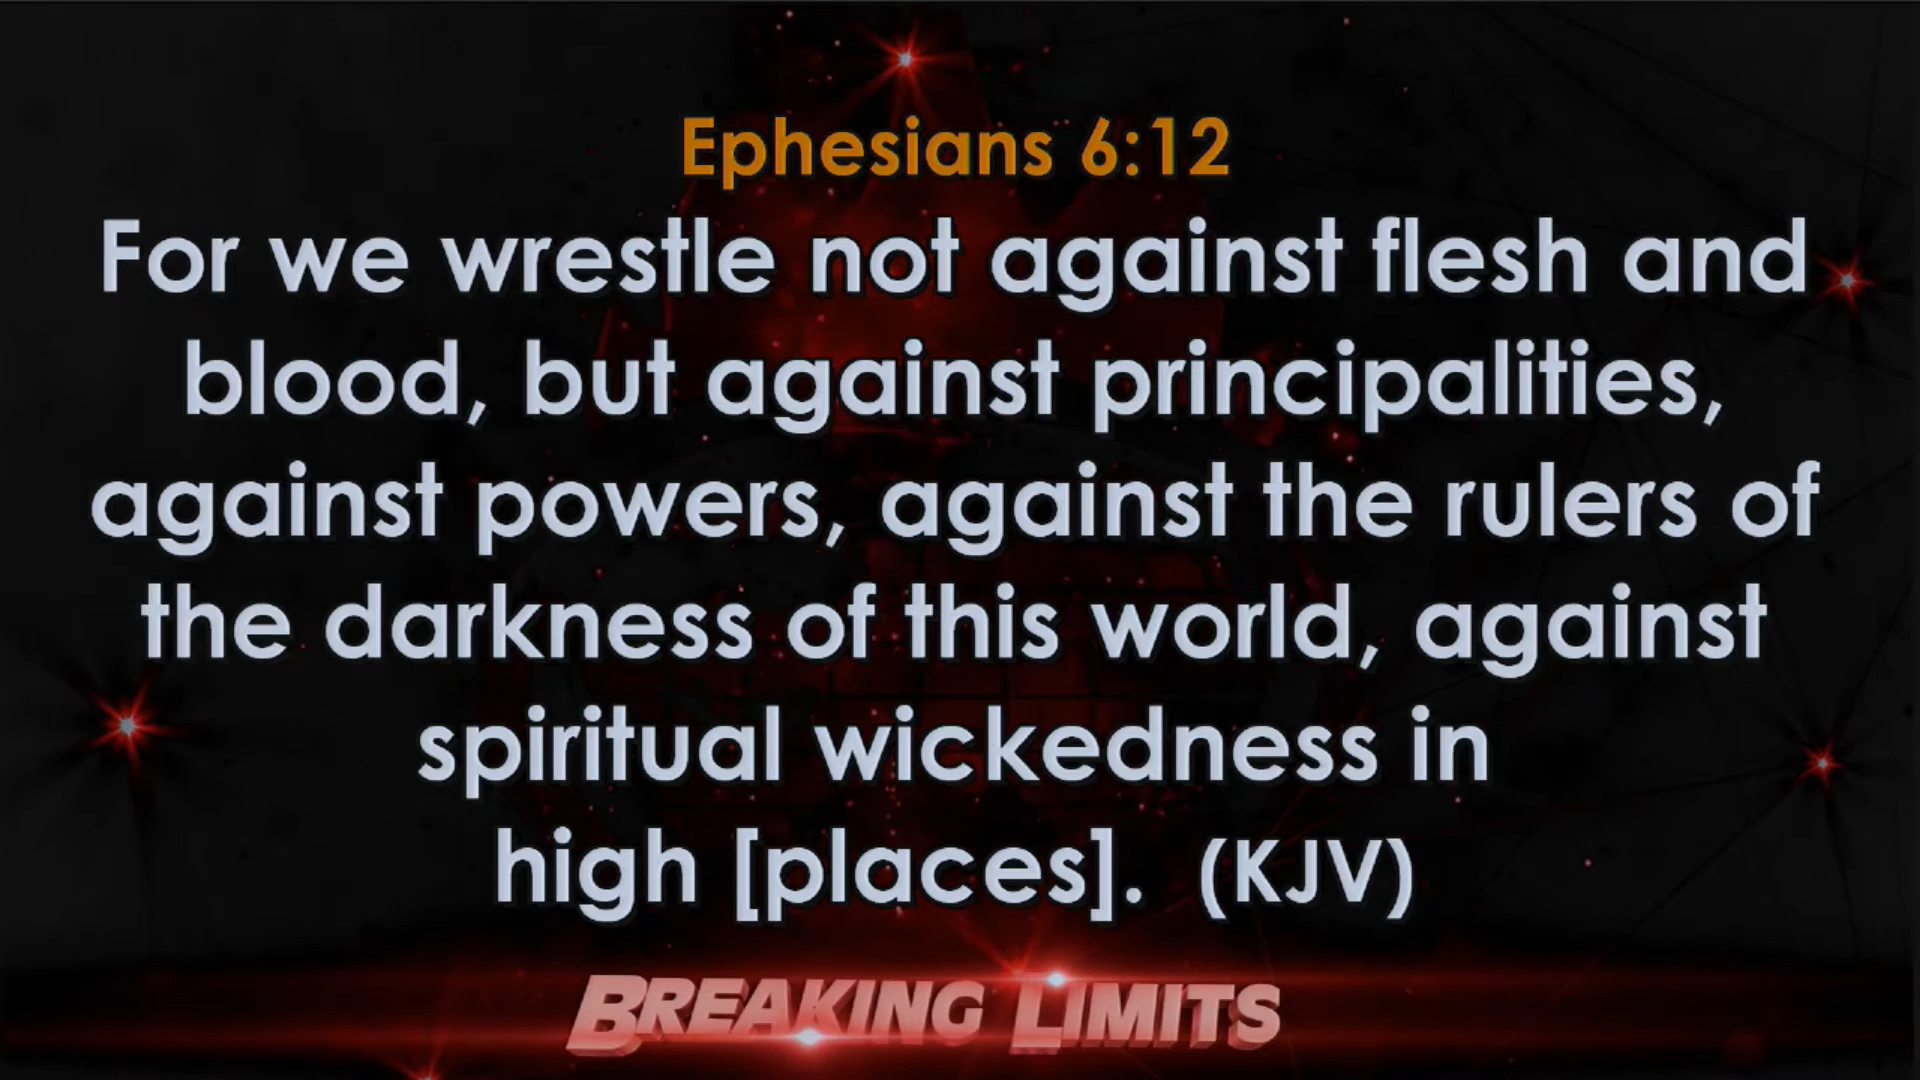 Ephesians 6:12
For we wrestle not against flesh and
blood, but against principalities,
against powers, against the rulers of
the darkness of this world, against
spiritual wickedness in
high [places]. (KJV)
BREAKING LIMITS